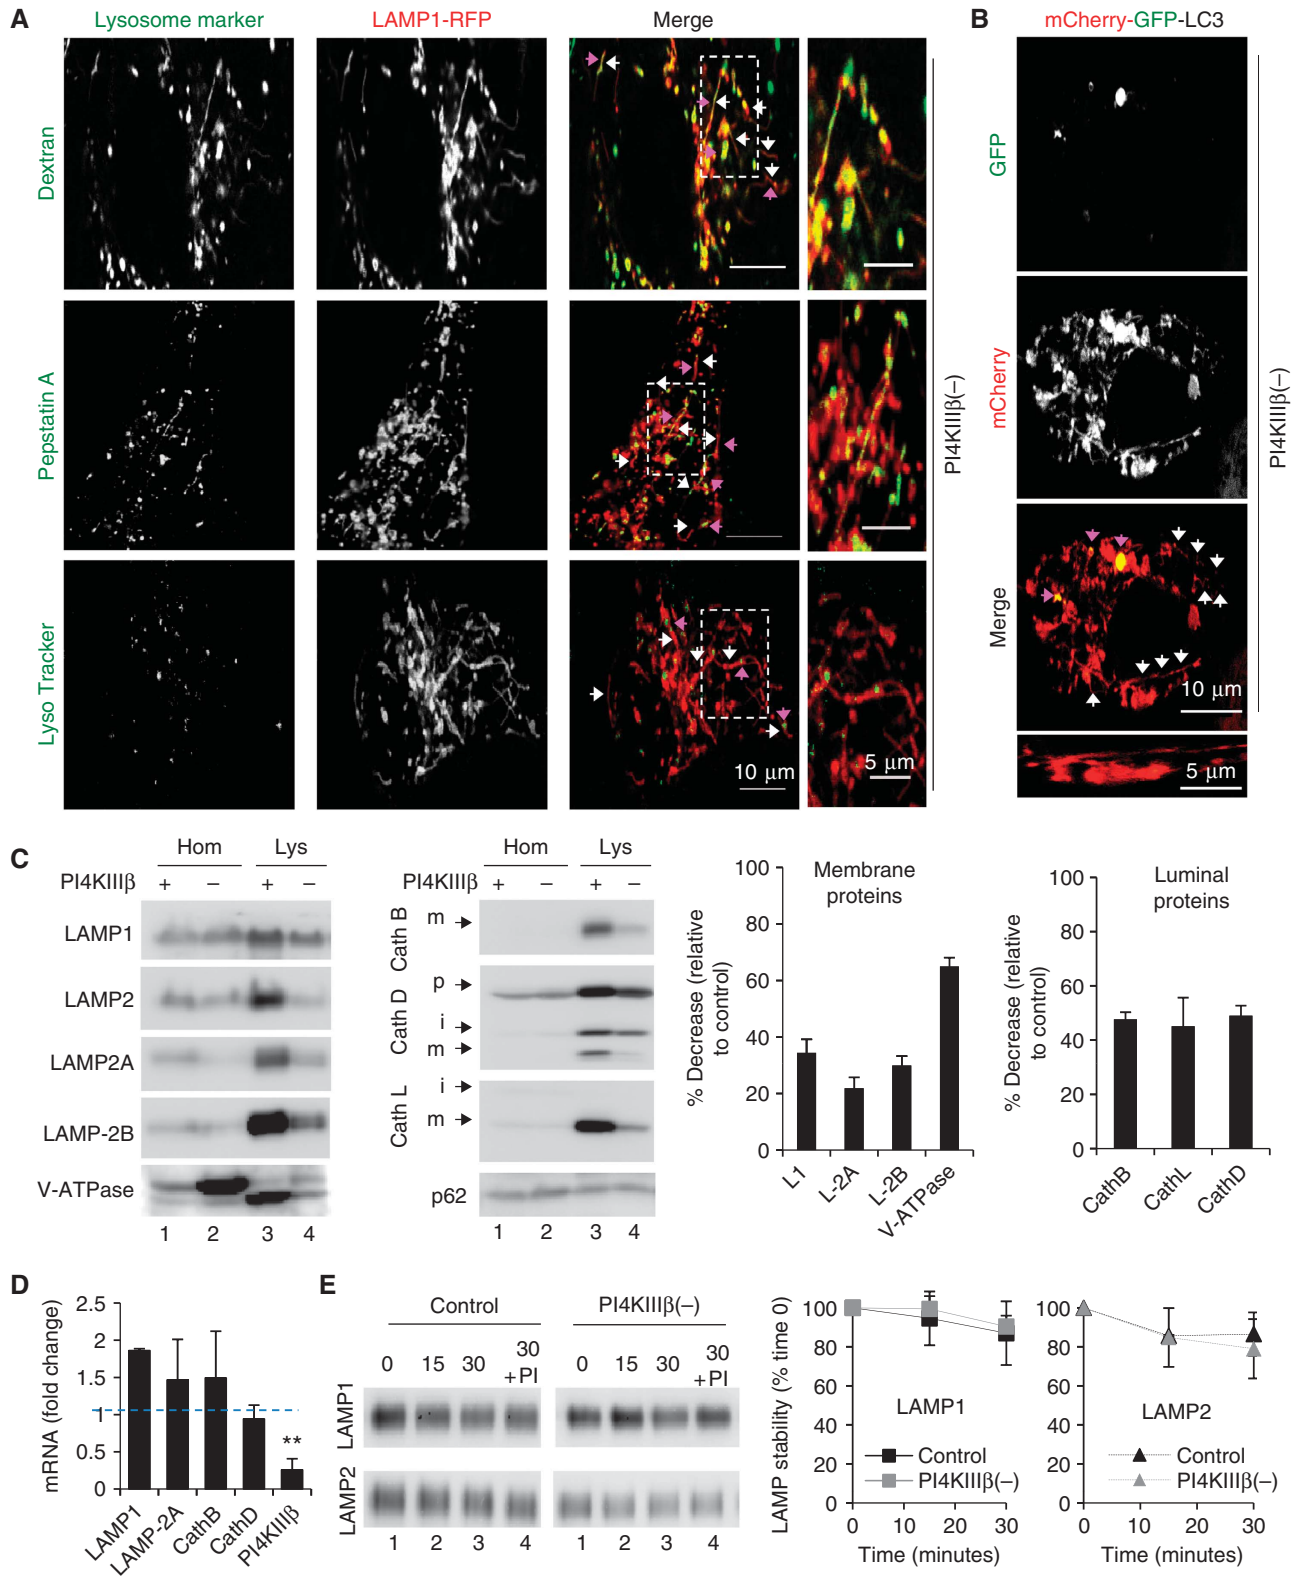 A
Lysosome marker
LAMP1-RFP
Merge
Dextran
Pepstatin A
Lyso Tracker
10 μm
5 μm
PI4KIIIβ(–)
B
mCherry-GFP-LC3
GFP
mCherry
Merge
10 μm
5 μm
PI4KIIIβ(–)
C
Hom Lys
PI4KIIIβ + – + –
LAMP1
LAMP2
LAMP2A
LAMP-2B
V-ATPase
1 2 3 4
Hom Lys
PI4KIIIβ + – + –
Cath B
m
Cath D
p
i
m
Cath L
i
m
p62
1 2 3 4
Membrane
proteins
% Decrease (relative
to control)
100
80
60
40
20
0
L1
L-2A
L-2B
V-ATPase
Luminal
proteins
% Decrease (relative
to control)
100
80
60
40
20
0
CathB
CathL
CathD
D
mRNA (fold change)
2.5
2
1.5
1
0.5
0
**
LAMP1
LAMP-2A
CathB
CathD
PI4KIIIβ
E
Control
PI4KIIIβ(–)
0 15 30 30
+PI
0 15 30 30
+PI
LAMP1
LAMP2
1 2 3 4
1 2 3 4
LAMP stability (% time 0)
100
80
60
40
20
0
LAMP1
Control
PI4KIIIβ(–)
0 10 20 30
Time (minutes)
100
80
60
40
20
0
LAMP2
Control
PI4KIIIβ(–)
0 10 20 30
Time (minutes)